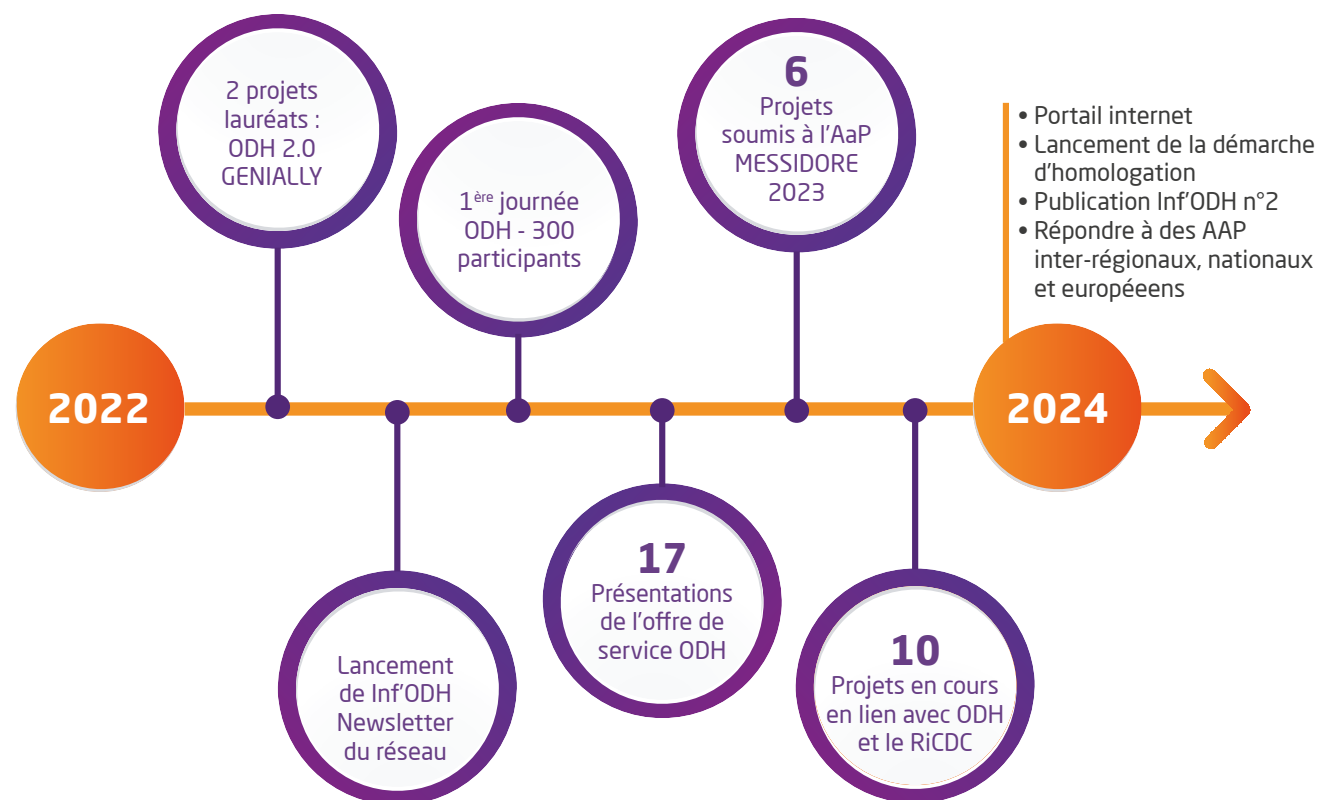 2022
2 projets
lauréats :
ODH 2.0
GENIALLY
Lancement
de Inf'ODH
Newsletter
du réseau
1ère journée
ODH - 300
participants
17
Présentations
de l'offre de
service ODH
6
Projets
soumis à l'AaP
MESSIDORE
2023
10
Projets en cours
en lien avec ODH
et le RiCDC
2024
• Portail internet
• Lancement de la démarche
d'homologation
• Publication Inf'ODH n°2
• Répondre à des AAP
inter-régionaux, nationaux
et européeens